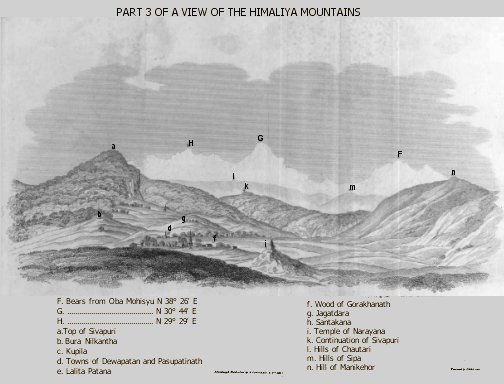 PART 3 OF A VIEW OF THE HIMALIYA MOUNTAINS
a
H
G
F
l
k
m
n
b
g
d
f
i
F. Bears from Oba Mohisyu N 38° 26' E
G. ........................................ N 30° 44' E
H. ....................................... N 29° 29' E
a.Top of Sivapuri
b. Bura Nilkantha
c. Kupila
d. Towns of Dewapatan and Pasupatinath
e. Lalita Patana
f. Wood of Gorakhanath
g. Jagatdara
h. Santakana
i. Temple of Narayana
k. Continuation of Sivapuri
l. Hills of Chautari
m. Hills of Sipa
n. Hill of Manikehor